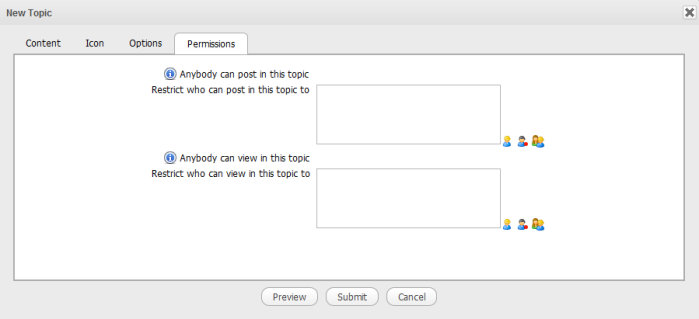 New Topic
Content Icon Options Permissions
Anybody can post in this topic
Restrict who can post in this topic to
Anybody can view in this topic
Restrict who can view in this topic to
Preview Submit Cancel